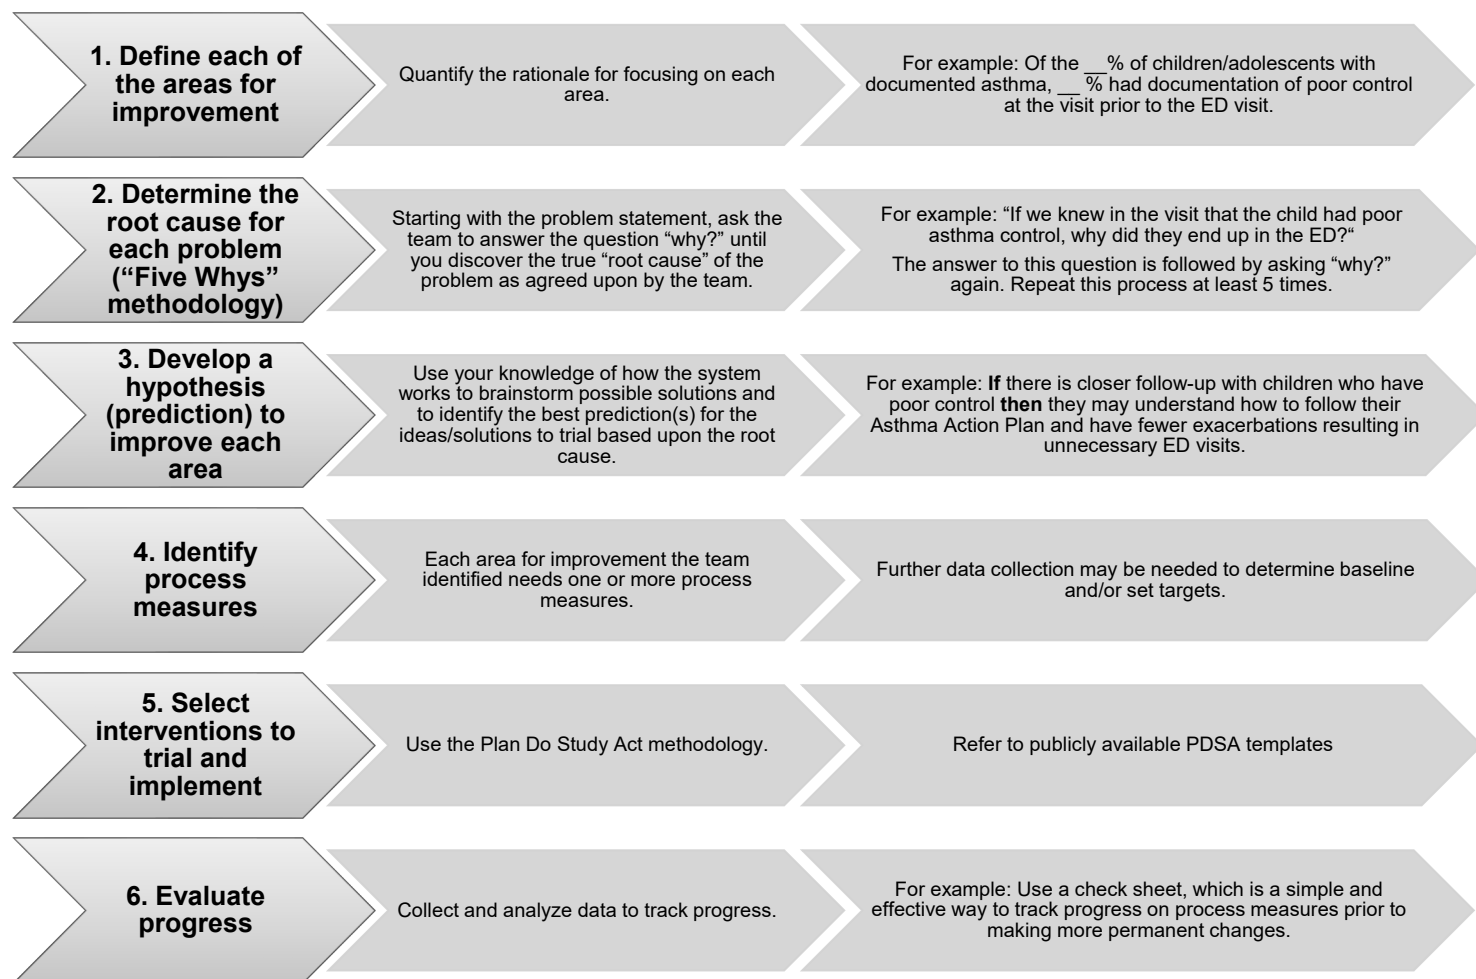 1. Define each of
the areas for
improvement
Quantify the rationale for focusing on each
area.
For example: Of the __% of children/adolescents with
documented asthma, __ % had documentation of poor control
at the visit prior to the ED visit.
2. Determine the
root cause for
each problem
(“Five Whys”
methodology)
Starting with the problem statement, ask the
team to answer the question “why?” until
you discover the true “root cause” of the
problem as agreed upon by the team.
For example: “If we knew in the visit that the child had poor
asthma control, why did they end up in the ED?“
The answer to this question is followed by asking “why?”
again. Repeat this process at least 5 times.
3. Develop a
hypothesis
(prediction) to
improve each
area
Use your knowledge of how the system
works to brainstorm possible solutions and
to identify the best prediction(s) for the
ideas/solutions to trial based upon the root
cause.
For example: If there is closer follow-up with children who have
poor control then they may understand how to follow their
Asthma Action Plan and have fewer exacerbations resulting in
unnecessary ED visits.
4. Identify
process
measures
Each area for improvement the team
identified needs one or more process
measures.
Further data collection may be needed to determine baseline
and/or set targets.
5. Select
interventions to
trial and
implement
Use the Plan Do Study Act methodology.
Refer to publicly available PDSA templates
6. Evaluate
progress
Collect and analyze data to track progress.
For example: Use a check sheet, which is a simple and
effective way to track progress on process measures prior to
making more permanent changes.